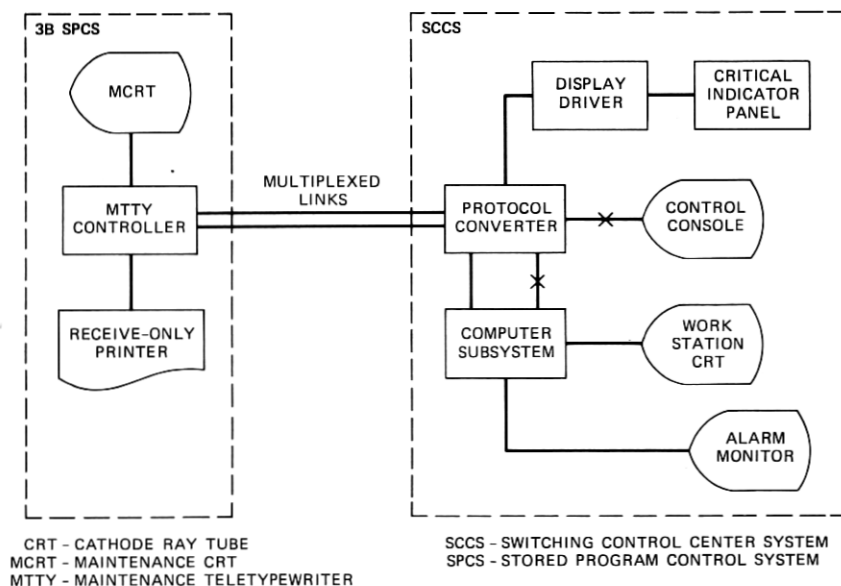 3B SPCS
MCRT
MTTY
CONTROLLER
RECEIVE-ONLY
PRINTER
MULTIPLEXED
LINKS
SCCS
DISPLAY
DRIVER
CRITICAL
INDICATOR
PANEL
PROTOCOL
CONVERTER
CONTROL
CONSOLE
COMPUTER
SUBSYSTEM
WORK
STATION
CRT
ALARM
MONITOR
CRT - CATHODE RAY TUBE
MCRT - MAINTENANCE CRT
MTTY - MAINTENANCE TELETYPEWRITER
SCCS - SWITCHING CONTROL CENTER SYSTEM
SPCS - STORED PROGRAM CONTROL SYSTEM